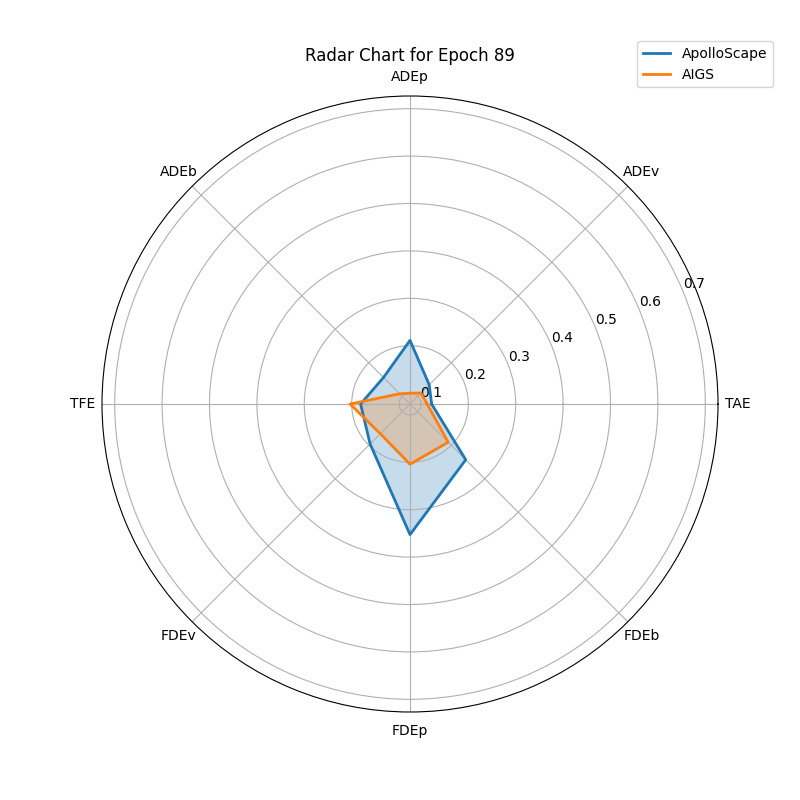 Radar Chart for Epoch 89
ApolloScape
AIGS
ADEp
ADEb
ADEv
0.7
0.6
0.5
0.4
0.3
0.2
0.1
TFE
TAE
FDEv
FDEb
FDEp